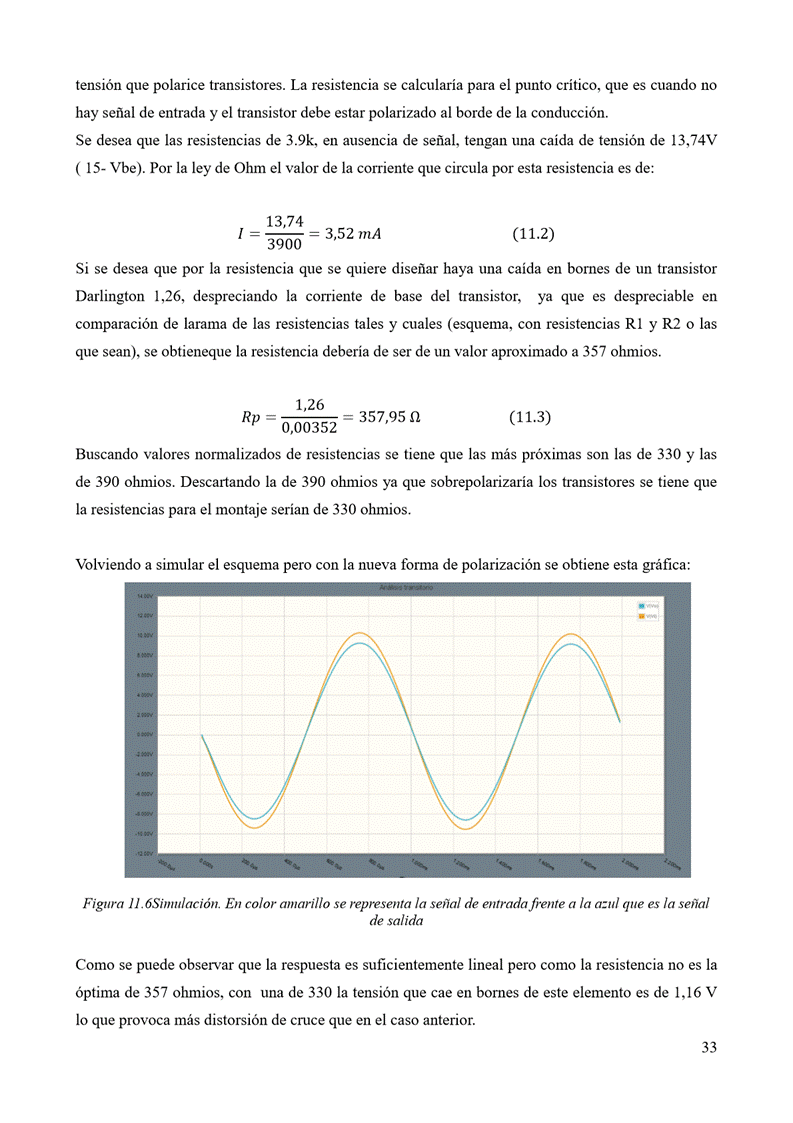 tensión que polarice transistores. La resistencia se calcularía para el punto crítico, que es cuando no
hay señal de entrada y el transistor debe estar polarizado al borde de la conducción.
Se desea que las resistencias de 3.9k, en ausencia de señal, tengan una caída de tensión de 13,74V
( 15- Vbe). Por la ley de Ohm el valor de la corriente que circula por esta resistencia es de:
I = 13,74 / 3900 = 3,52 mA (11.2)
Si se desea que por la resistencia que se quiere diseñar haya una caída en bornes de un transistor
Darlington 1,26, despreciando la corriente de base del transistor, ya que es despreciable en
comparación de larama de las resistencias tales y cuales (esquema, con resistencias R1 y R2 o las
que sean), se obtieneque la resistencia debería de ser de un valor aproximado a 357 ohmios.
Rp = 1,26 / 0,00352 = 357,95 Ω (11.3)
Buscando valores normalizados de resistencias se tiene que las más próximas son las de 330 y las
de 390 ohmios. Descartando la de 390 ohmios ya que sobrepolarizaría los transistores se tiene que
la resistencias para el montaje serían de 330 ohmios.
Volviendo a simular el esquema pero con la nueva forma de polarización se obtiene esta gráfica:
Análisis transitorio
14.00V
12.00V
10.00V
8.000V
6.000V
4.000V
2.000V
0.000V
-2.000V
-4.000V
-6.000V
-8.000V
-10.00V
-12.00V
0.000s
200.0us
400.0us
600.0us
800.0us
1.000ms
1.200ms
1.400ms
1.600ms
1.800ms
2.000ms
2.200ms
Figura 11.6Simulación. En color amarillo se representa la señal de entrada frente a la azul que es la señal
de salida
Como se puede observar que la respuesta es suficientemente lineal pero como la resistencia no es la
óptima de 357 ohmios, con una de 330 la tensión que cae en bornes de este elemento es de 1,16 V
lo que provoca más distorsión de cruce que en el caso anterior.
33